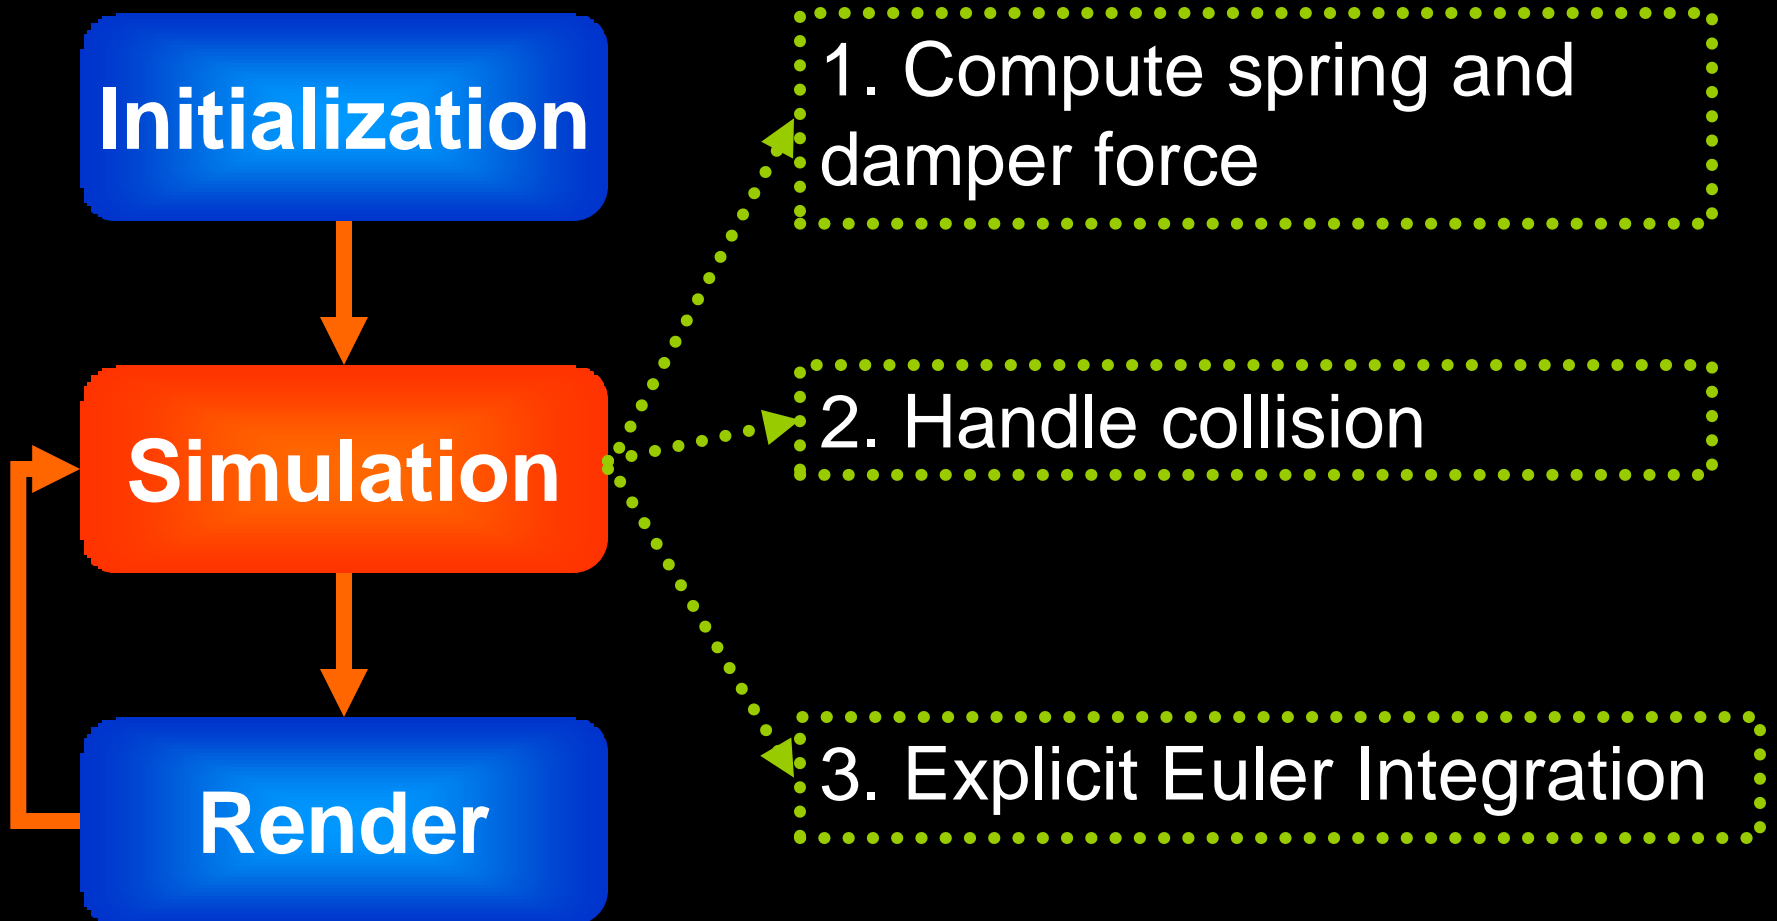 Initialization
1. Compute spring and
damper force
Simulation
2. Handle collision
Render
3. Explicit Euler Integration